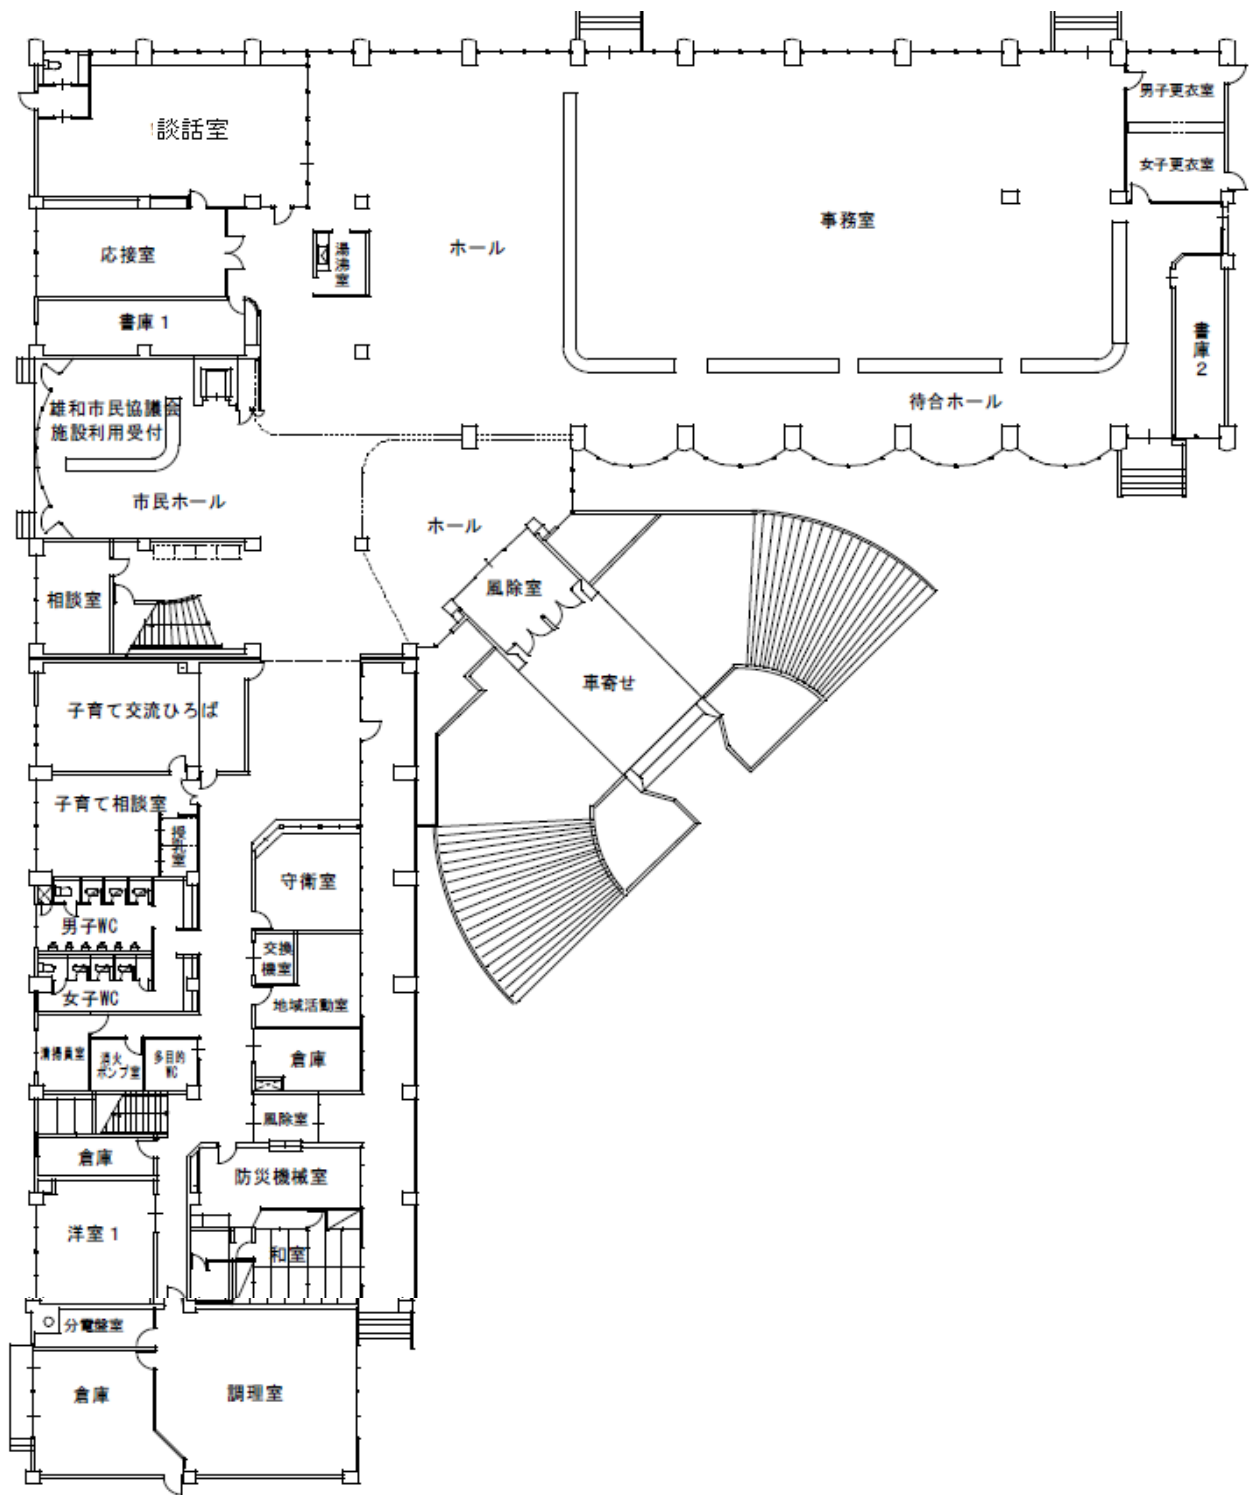 談話室
男子更衣室
女子更衣室
事務室
ホール
湯沸室
応接室
書庫1
書庫2
待合ホール
雄和市民協議会
施設利用受付
市民ホール
ホール
風除室
相談室
車寄せ
子育て交流ひろば
子育て相談室
授乳室
守衛室
男子WC
交換
機室
女子WC
地域活動室
清掃員室
消火
ポンプ室
多目的
WC
倉庫
風除室
倉庫
防災機械室
洋室1
和室
分電盤室
倉庫
調理室